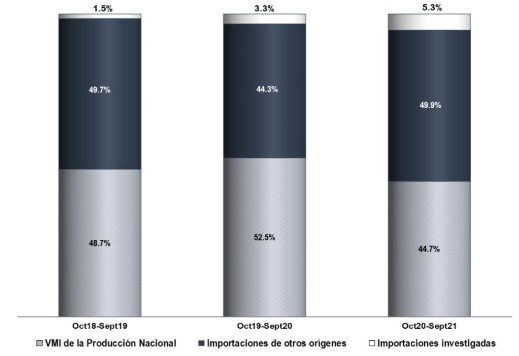 1.5% 3.3% 5.3%
49.7% 44.3% 49.9%
48.7% 52.5% 44.7%
Oct18-Sept19 Oct19-Sept20 Oct20-Sept21
VMI de la Producción Nacional Importaciones de otros orígenes Importaciones investigadas